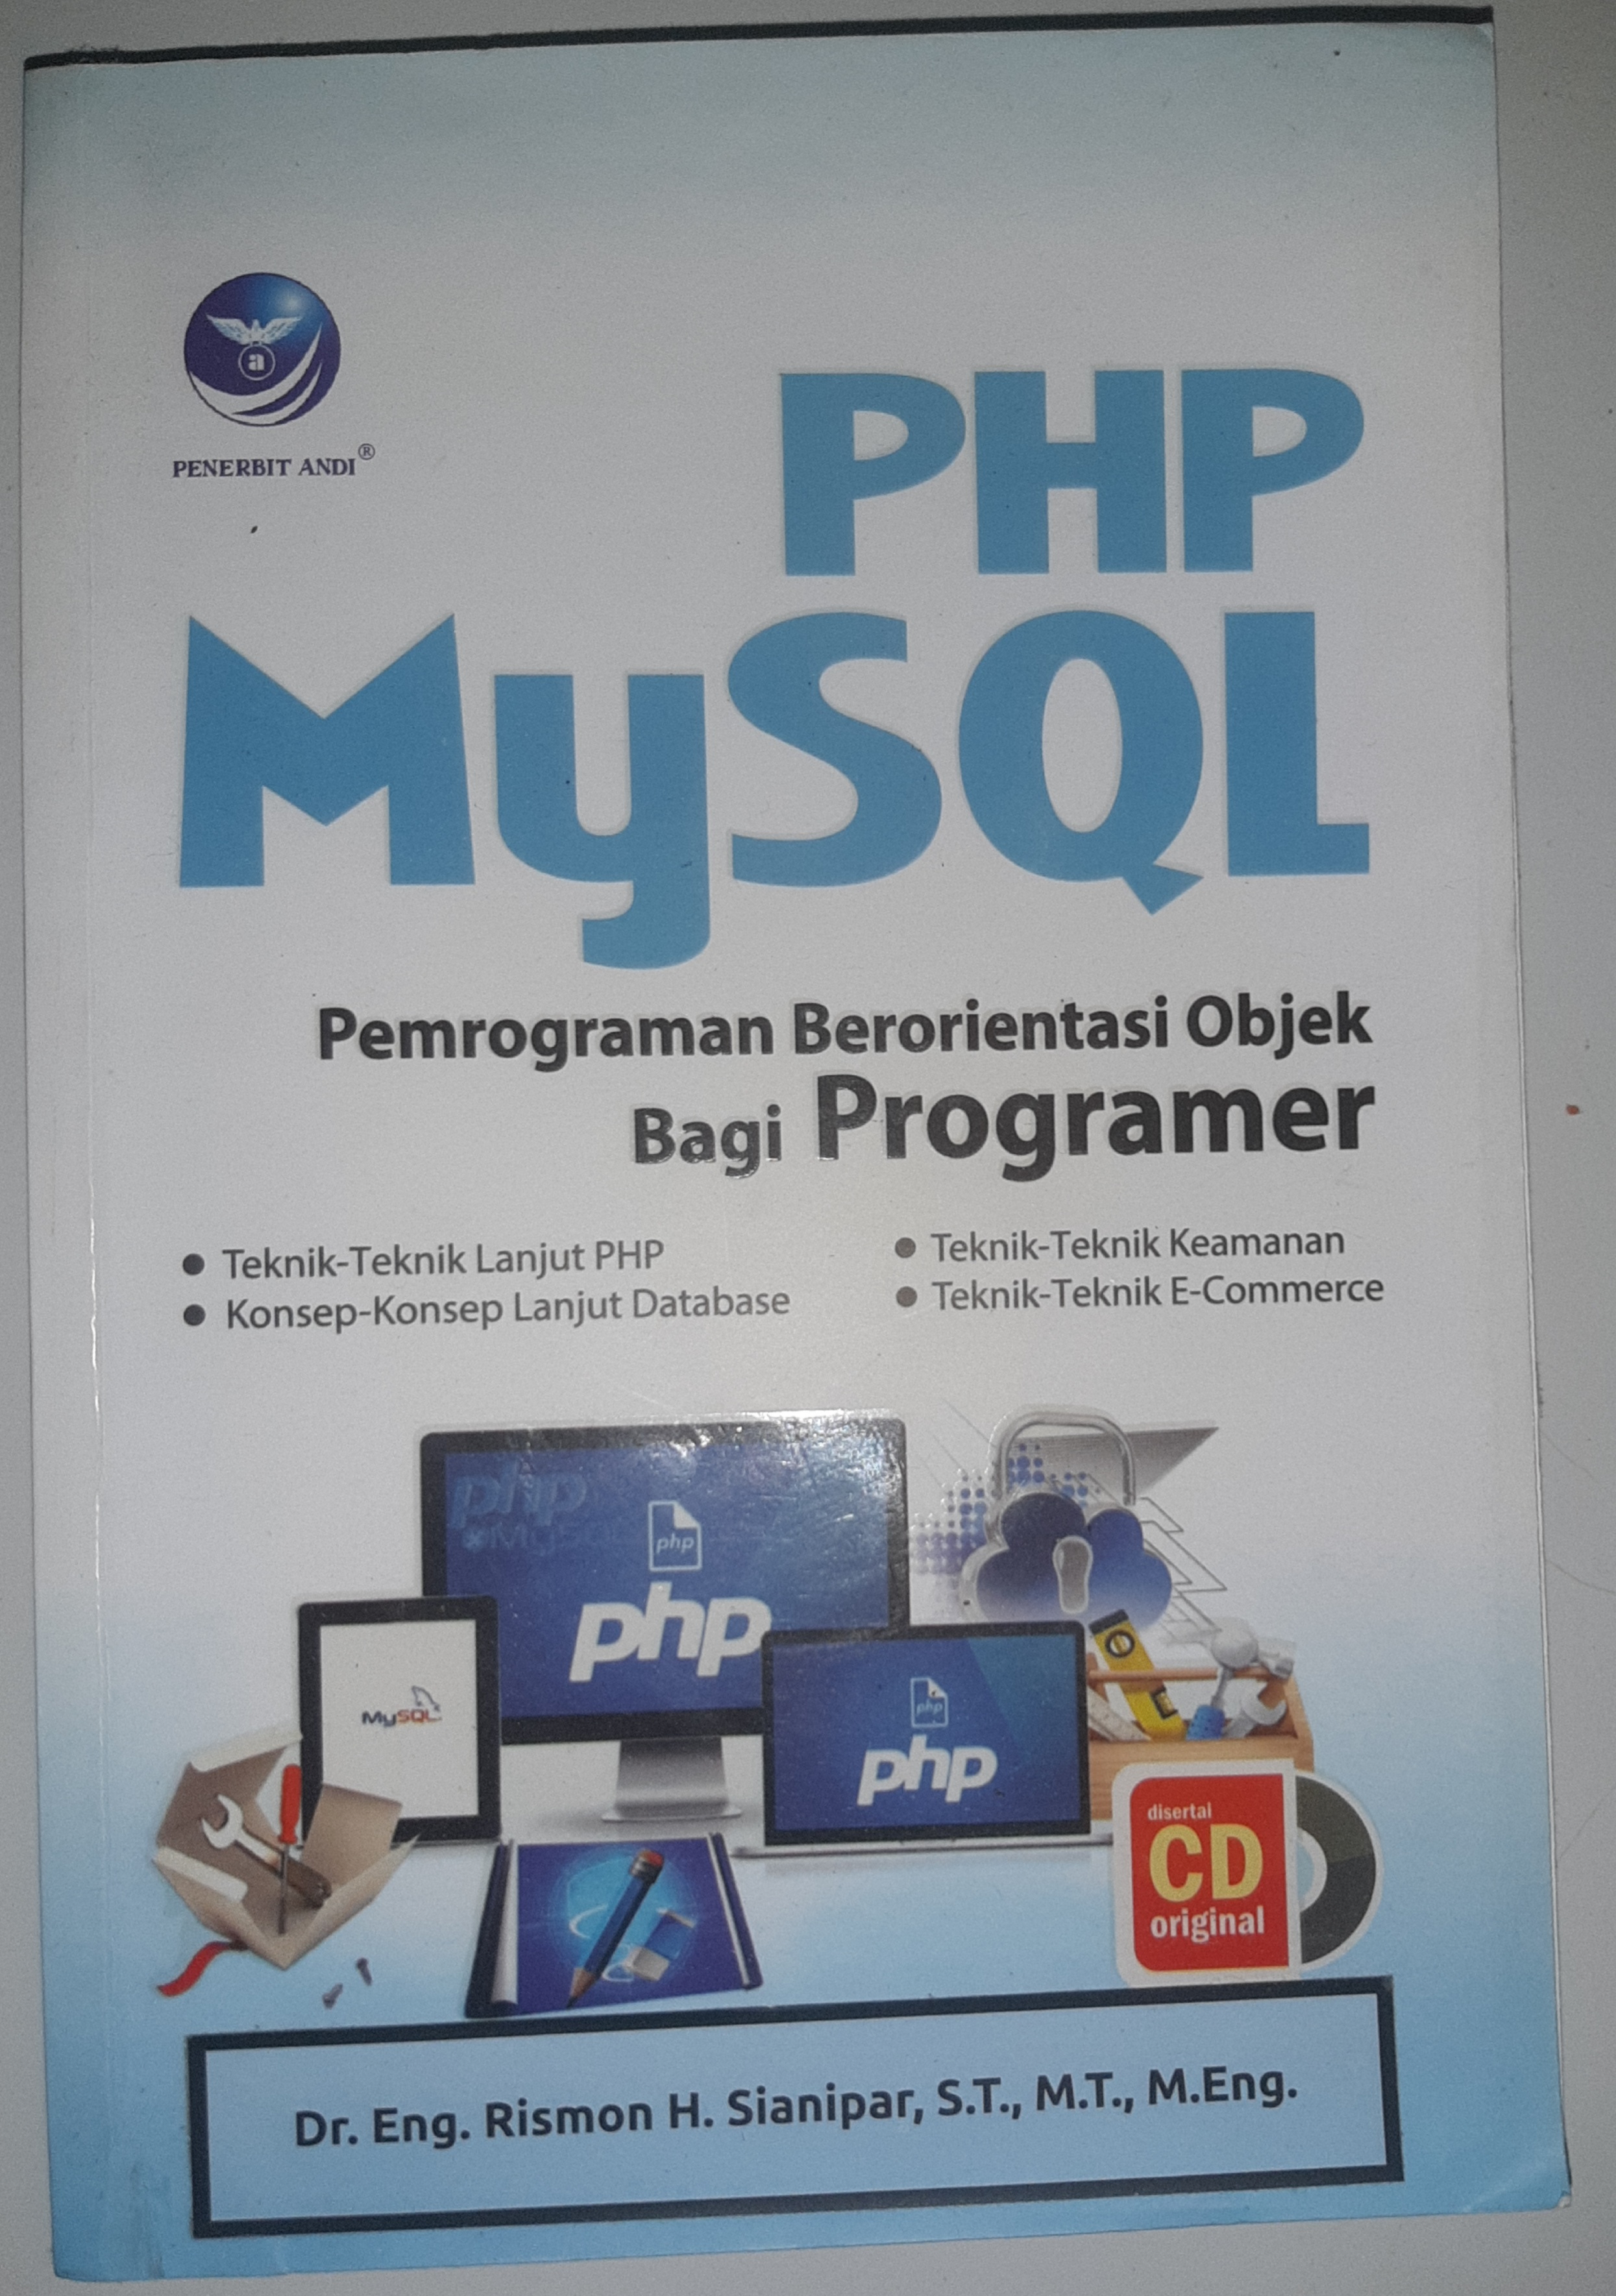 a
PENERBIT ANDI®
PHP
MySQL
Pemrograman Berorientasi Objek
Bagi Programer
• Teknik-Teknik Lanjut PHP
• Konsep-Konsep Lanjut Database
• Teknik-Teknik Keamanan
• Teknik-Teknik E-Commerce
php
MySQL
php
php
MySQL
php
php
disertai
CD
original
Dr. Eng. Rismon H. Sianipar, S.T., M.T., M.Eng.